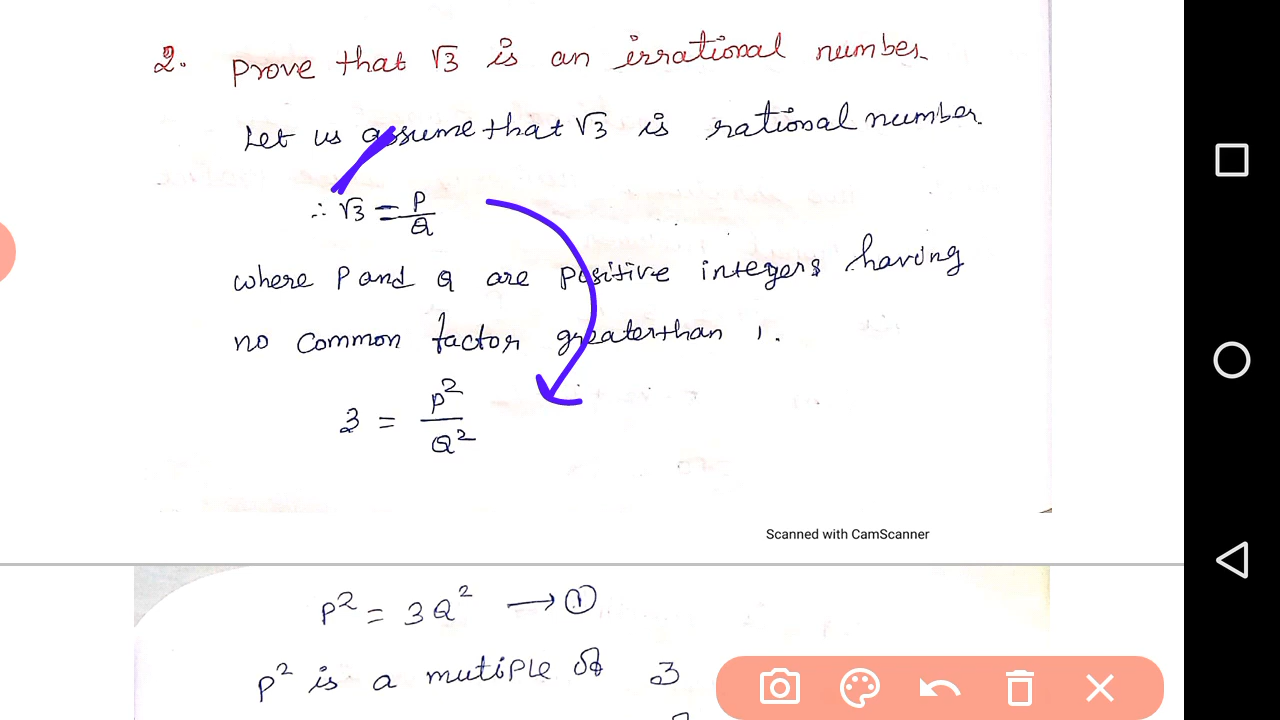 2. Prove that √3 is an irrational number.
Let us assume that √3 is rational number.
∴ √3 = P/Q
where P and Q are positive integers having
no common factor greater than 1.
3 = P²/Q²
Scanned with CamScanner
P² = 3Q² → ①
P² is a mutiple of 3